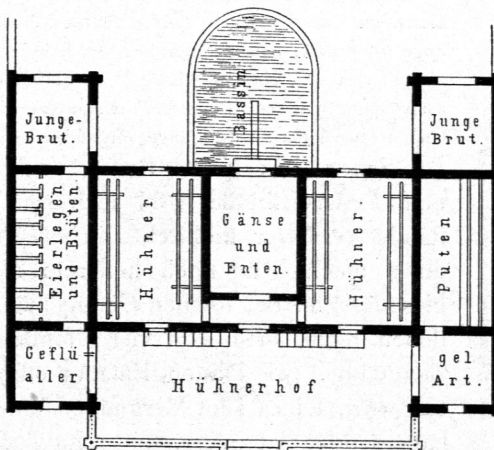 Bassin
Junge-
Brut.
Junge
Brut.
Eierlegen
und Brüten.
Hühner
Gänse
und
Enten
Hühner
Puten
Geflü
aller
Hühnerhof
gel
Art.